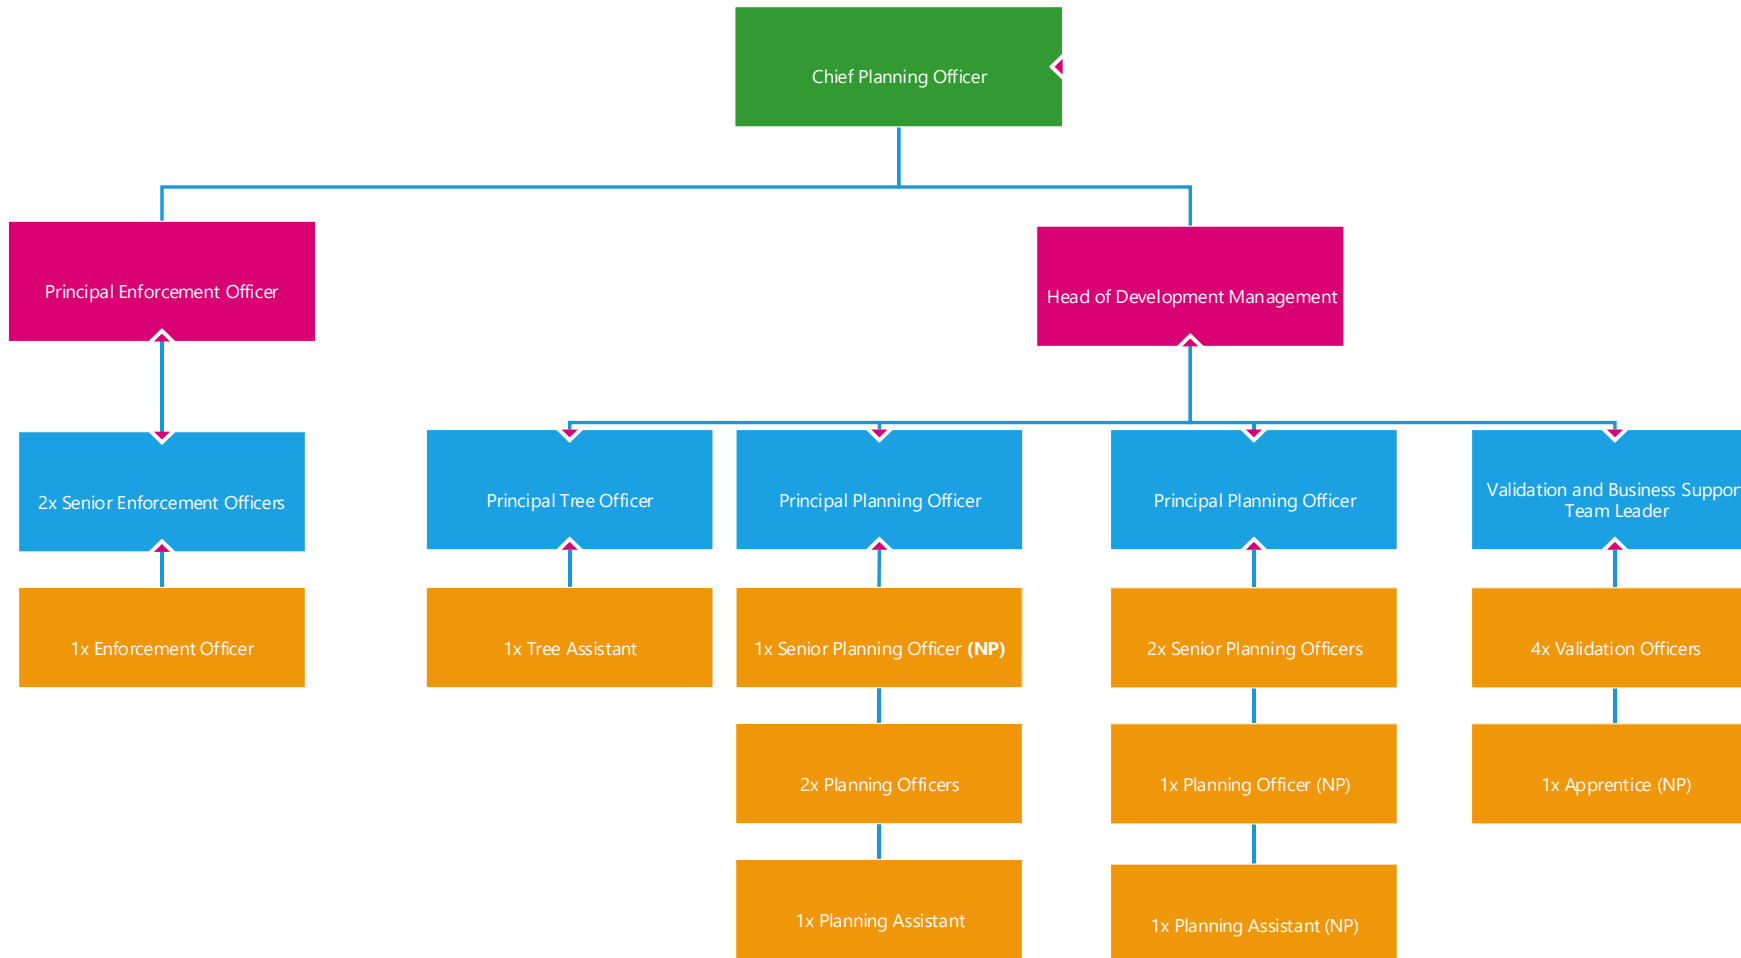 Chief Planning Officer
Principal Enforcement Officer
Head of Development Management
2x Senior Enforcement Officers
Principal Tree Officer
Principal Planning Officer
Principal Planning Officer
Validation and Business Support
Team Leader
1x Enforcement Officer
1x Tree Assistant
1x Senior Planning Officer (NP)
2x Senior Planning Officers
4x Validation Officers
2x Planning Officers
1x Planning Officer (NP)
1x Apprentice (NP)
1x Planning Assistant
1x Planning Assistant (NP)